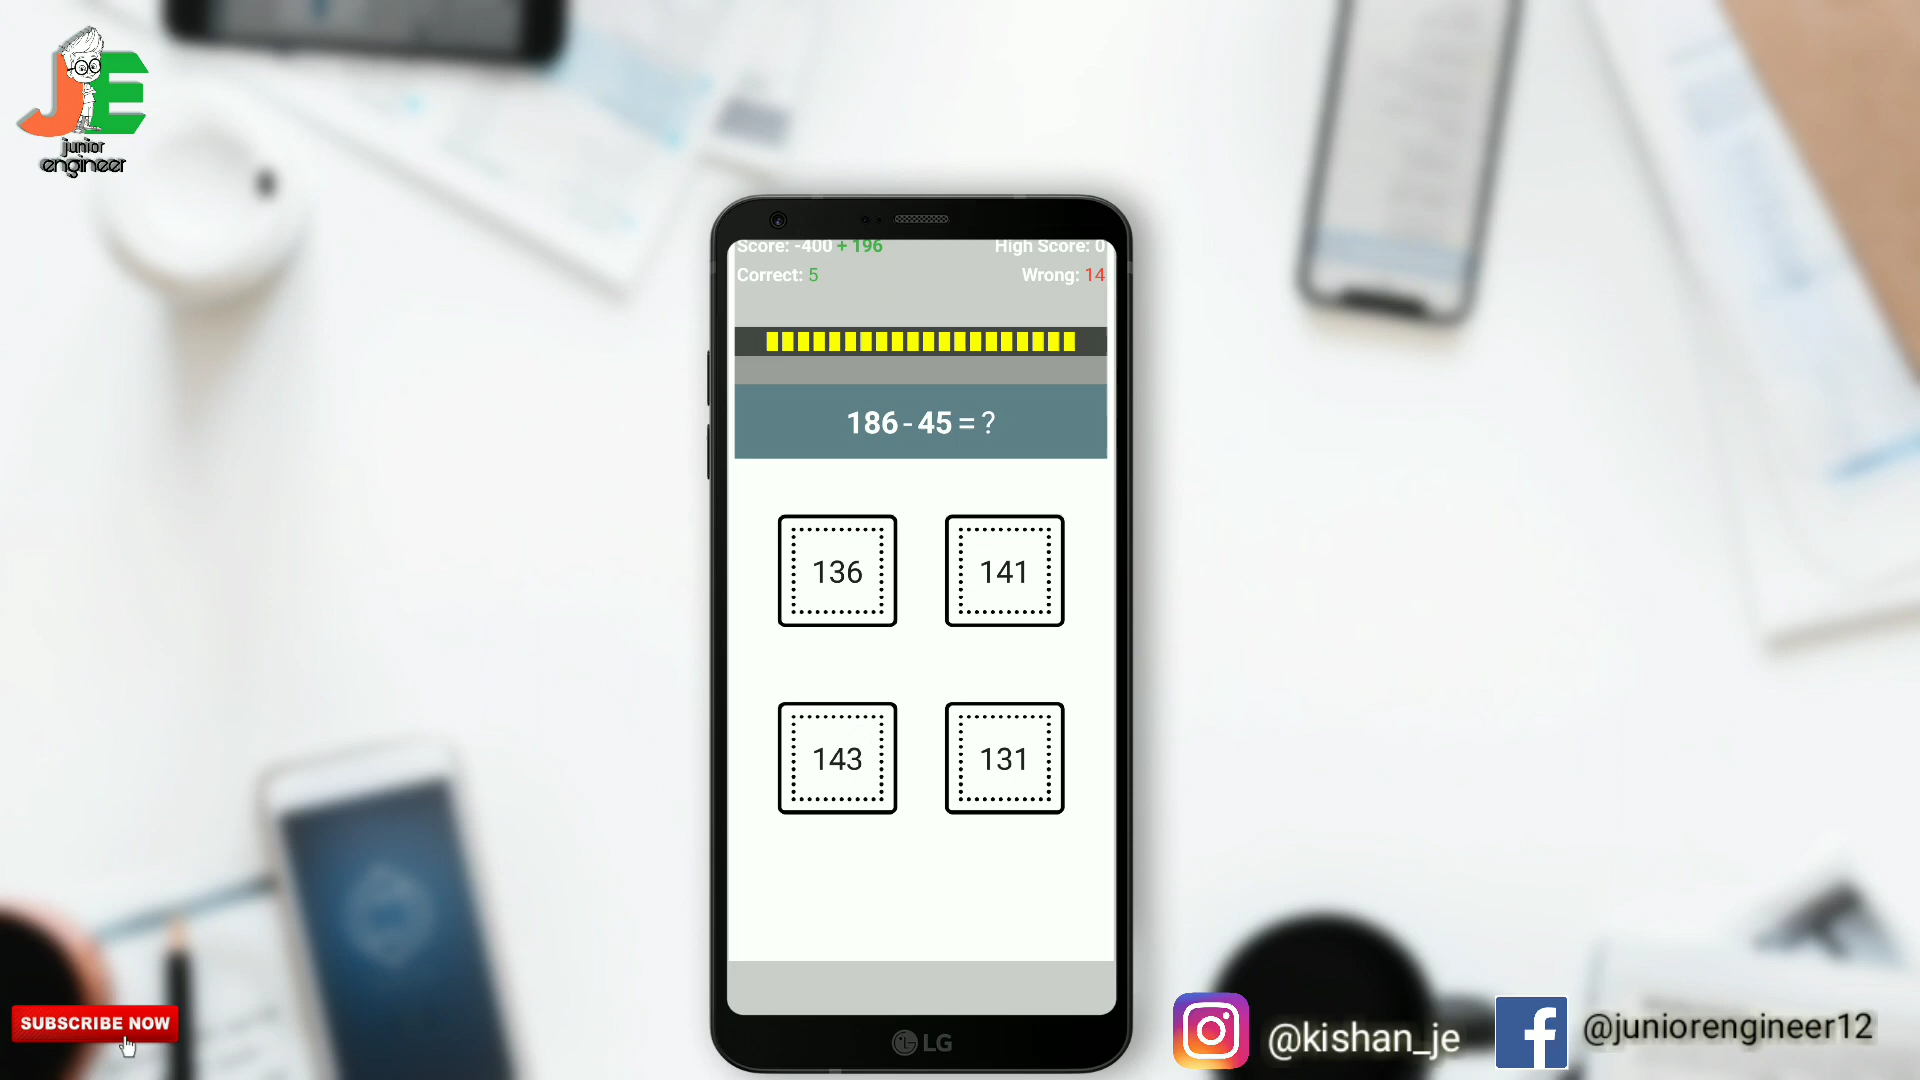 JE
junior
engineer
Score: -400 + 196
High Score: 0
Correct: 5
Wrong: 14
186 - 45 = ?
136
141
143
131
LG
SUBSCRIBE NOW
@kishan_je
@juniorengineer12